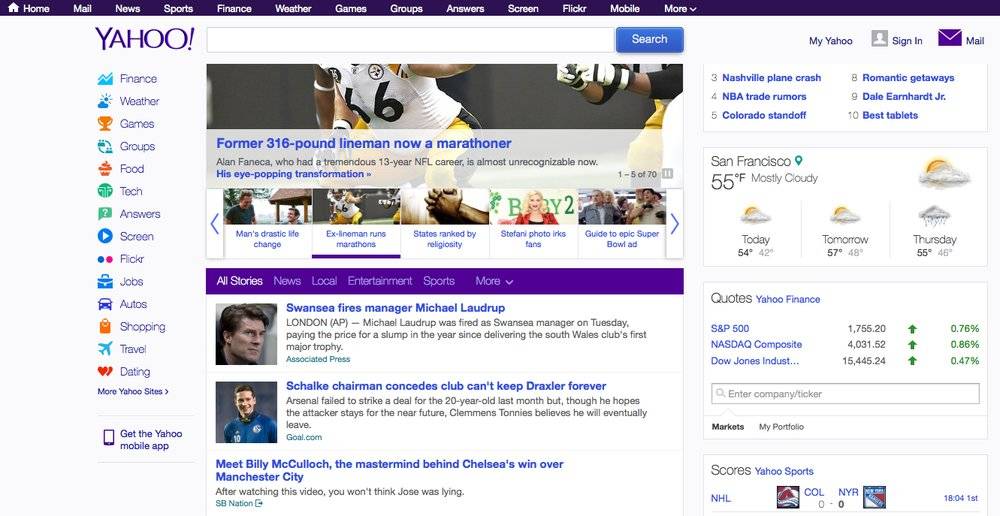 Home Mail News Sports Finance Weather Games Groups Answers Screen Flickr Mobile More
YAHOO!
Search
My Yahoo Sign In Mail
Finance
Weather
Games
Groups
Food
Tech
Answers
Screen
Flickr
Jobs
Autos
Shopping
Travel
Dating
More Yahoo Sites >
Get the Yahoo
mobile app
Former 316-pound lineman now a marathoner
Alan Faneca, who had a tremendous 13-year NFL career, is almost unrecognizable now.
His eye-popping transformation »
1 – 5 of 70
Man's drastic life
change
Ex-lineman runs
marathons
States ranked by
religiosity
Stefani photo irks
fans
Guide to epic Super
Bowl ad
All Stories News Local Entertainment Sports More
Swansea fires manager Michael Laudrup
LONDON (AP) — Michael Laudrup was fired as Swansea manager on Tuesday,
paying the price for a slump in the year since delivering the south Wales club's first
major trophy.
Associated Press
Schalke chairman concedes club can't keep Draxler forever
Arsenal failed to strike a deal for the 20-year-old last month but, though he hopes
the attacker stays for the near future, Clemmens Tonnies believes he will eventually
leave.
Goal.com
Meet Billy McCulloch, the mastermind behind Chelsea's win over
Manchester City
After watching this video, you won't think Jose was lying.
SB Nation
3 Nashville plane crash
4 NBA trade rumors
5 Colorado standoff
8 Romantic getaways
9 Dale Earnhardt Jr.
10 Best tablets
San Francisco
55°F Mostly Cloudy
Today
54° 42°
Tomorrow
57° 48°
Thursday
55° 46°
Quotes Yahoo Finance
S&P 500 1,755.20 0.76%
NASDAQ Composite 4,031.52 0.86%
Dow Jones Indust... 15,445.24 0.47%
Enter company/ticker
Markets My Portfolio
Scores Yahoo Sports
NHL COL 0 - NYR 0 18:04 1st